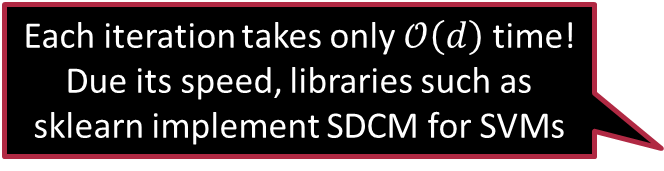 Each iteration takes only 𝒪(𝑑) time!
Due its speed, libraries such as
sklearn implement SDCM for SVMs